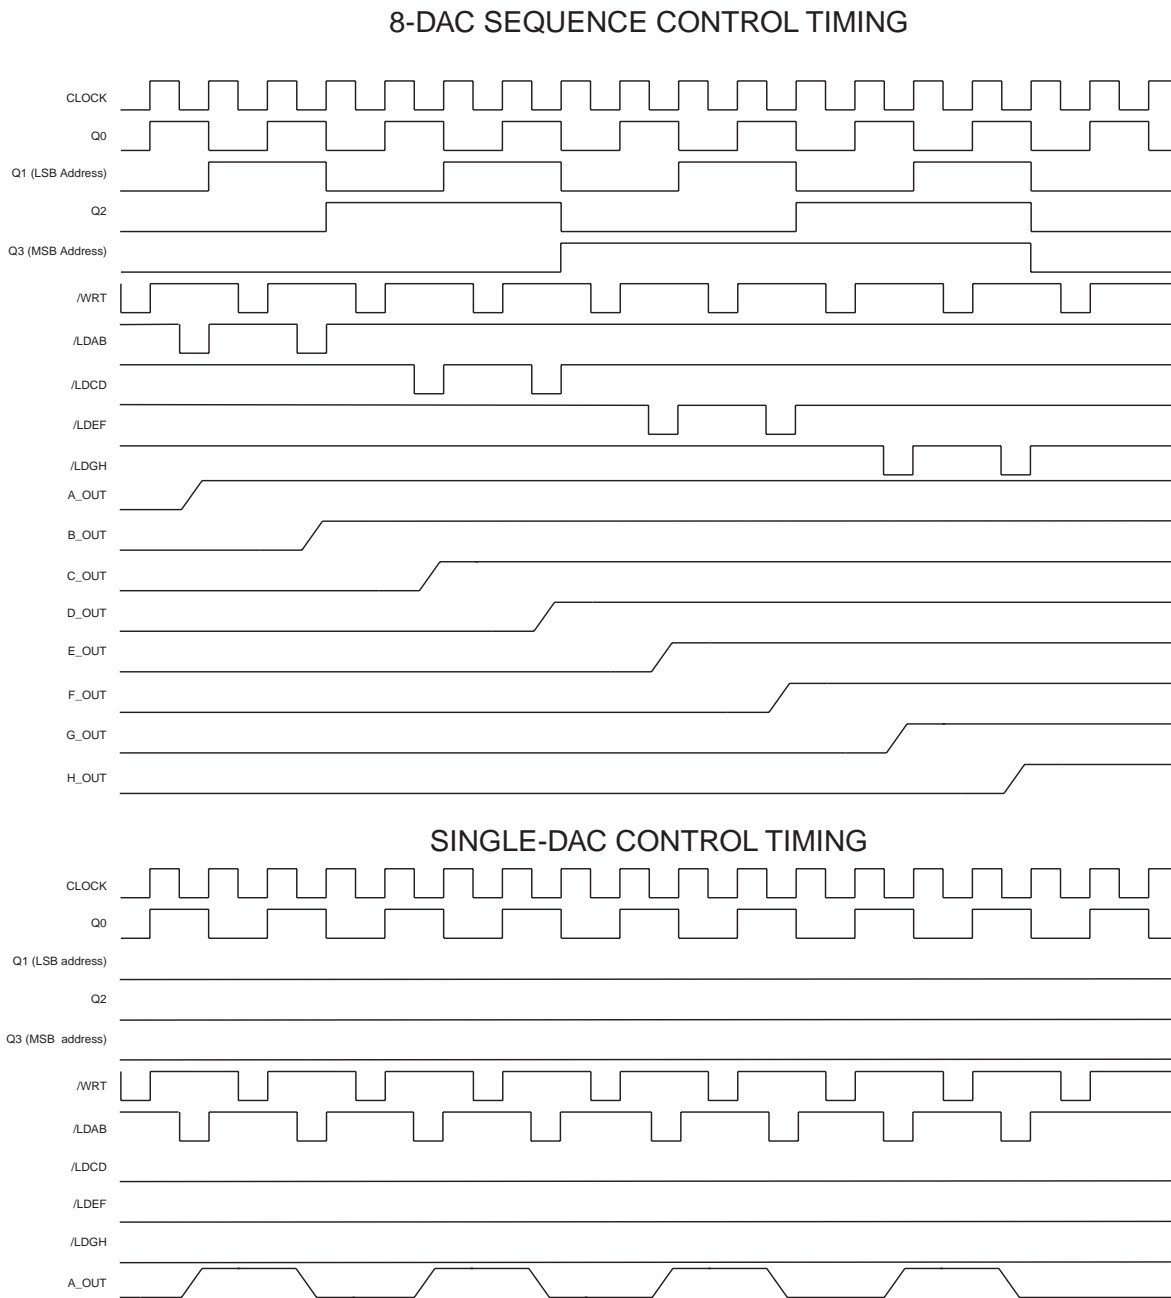 8-DAC SEQUENCE CONTROL TIMING
CLOCK
Q0
Q1 (LSB Address)
Q2
Q3 (MSB Address)
/WRT
/LDAB
/LDCD
/LDEF
/LDGH
A_OUT
B_OUT
C_OUT
D_OUT
E_OUT
F_OUT
G_OUT
H_OUT
SINGLE-DAC CONTROL TIMING
CLOCK
Q0
Q1 (LSB address)
Q2
Q3 (MSB address)
/WRT
/LDAB
/LDCD
/LDEF
/LDGH
A_OUT